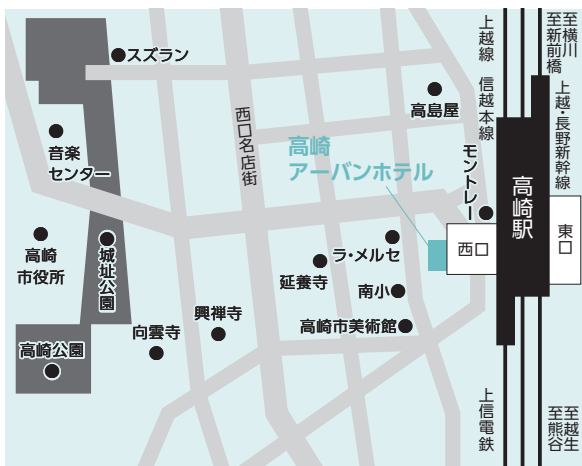 スズラン
音楽
センター
高崎
市役所
城址公園
高崎公園
向雲寺
興禅寺
西口名店街
高崎
アーバンホテル
延養寺
ラ・メルセ
南小
高崎市美術館
高島屋
モントレー
西口
高崎駅
東口
上越線
信越本線
至横川
至新前橋
上越・長野新幹線
上信電鉄
至越生
至熊谷